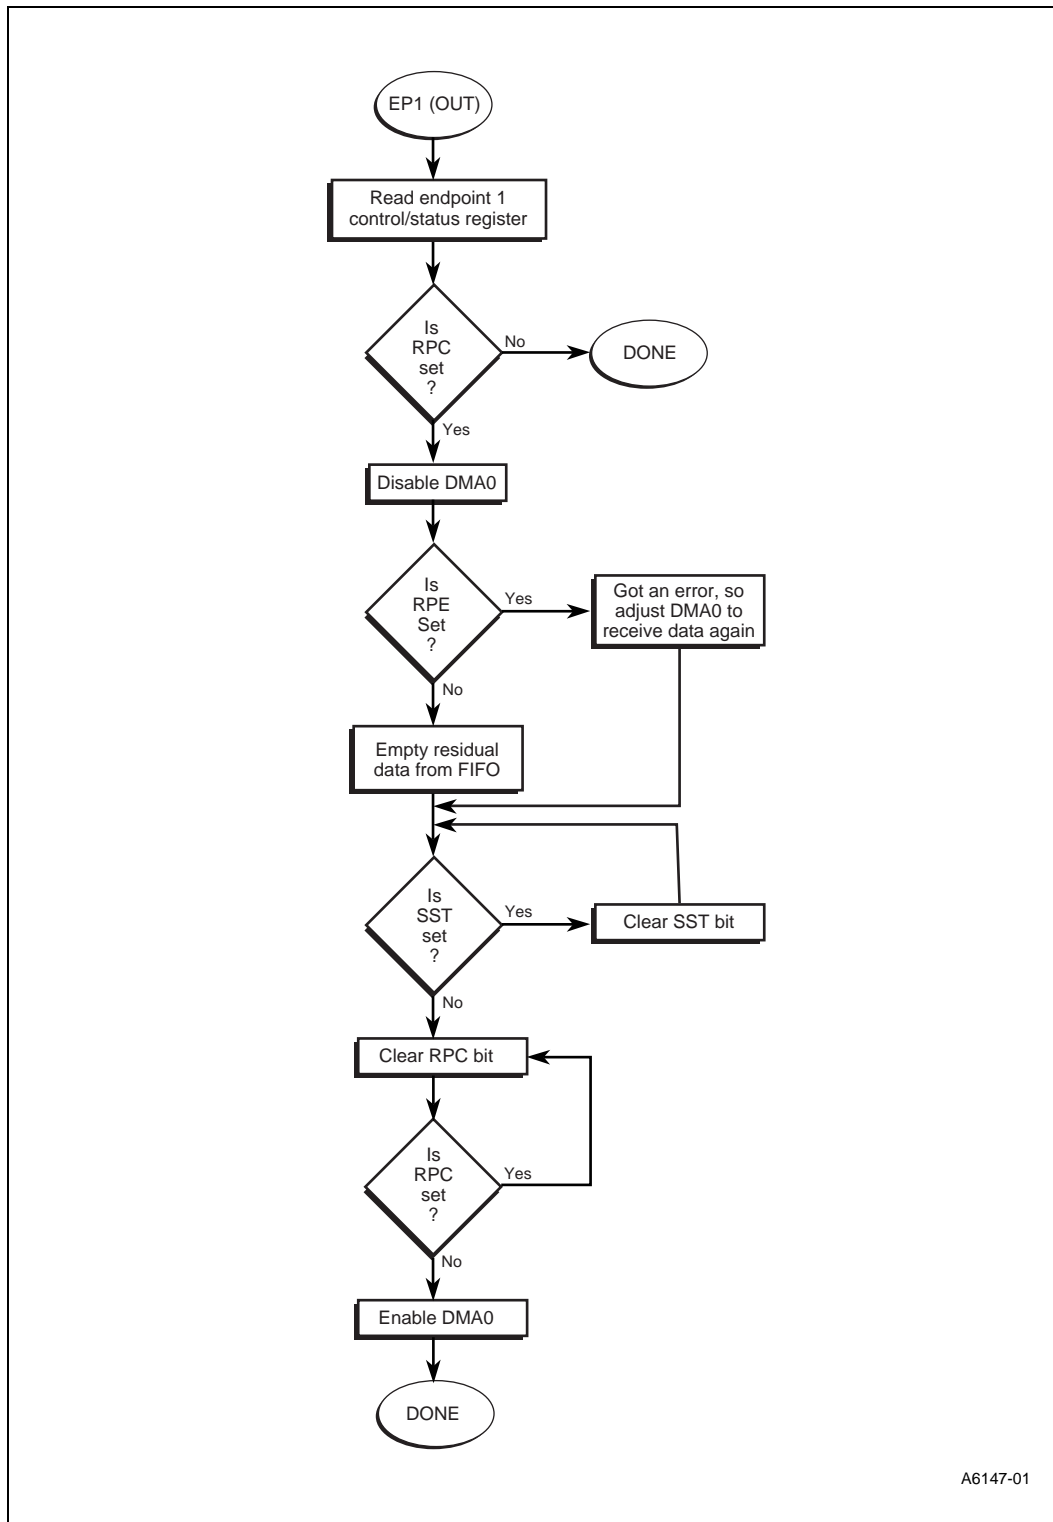 EP1 (OUT)
Read endpoint 1
control/status register
Is
RPC
set
?
No
DONE
Yes
Disable DMA0
Is
RPE
Set
?
Yes
Got an error, so
adjust DMA0 to
receive data again
No
Empty residual
data from FIFO
Is
SST
set
?
Yes
Clear SST bit
No
Clear RPC bit
Is
RPC
set
?
Yes
No
Enable DMA0
DONE
A6147-01